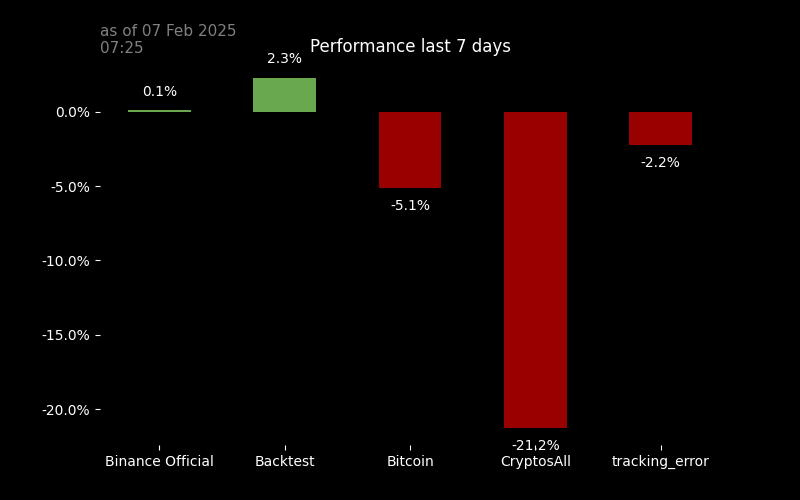 as of 07 Feb 2025
07:25
Performance last 7 days
0.1%
2.3%
0.0%
-5.0%
-10.0%
-15.0%
-20.0%
-5.1%
-21.2%
-2.2%
Binance Official
Backtest
Bitcoin
CryptosAll
tracking_error